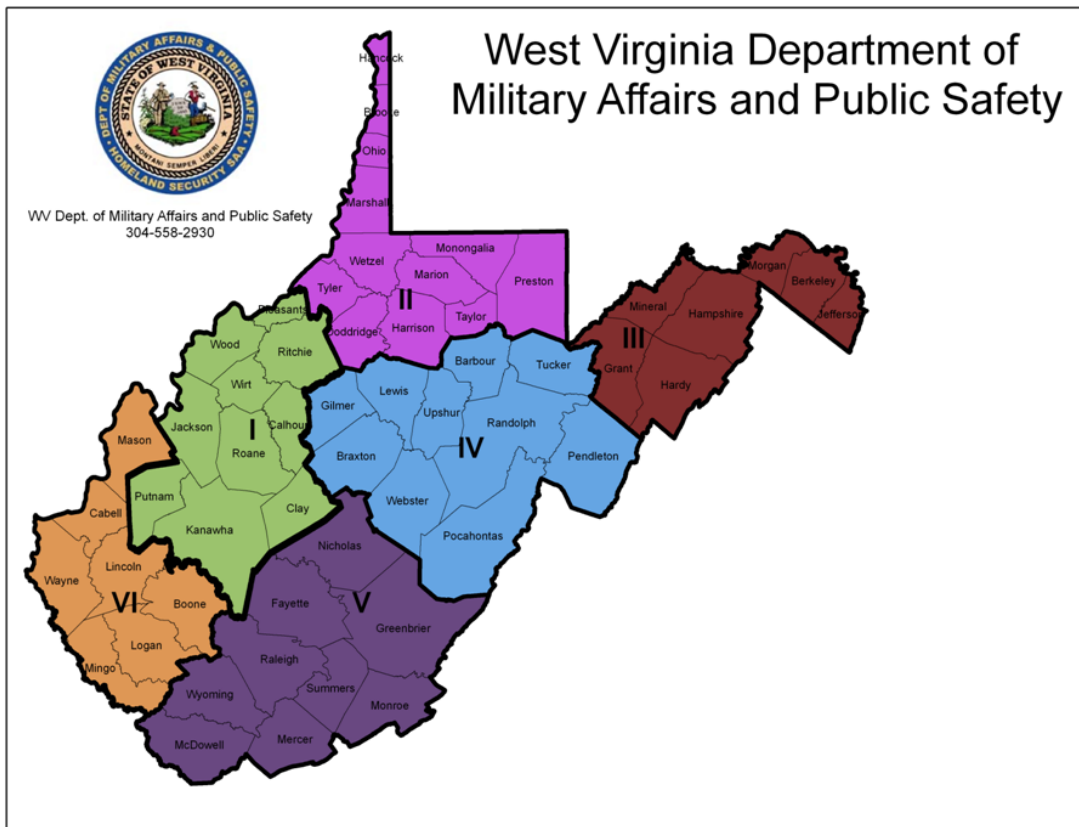 West Virginia Department of
Military Affairs and Public Safety
DEPT OF MILITARY AFFAIRS & PUBLIC SAFETY
HOMELAND SECURITY SAA
STATE OF WEST VIRGINIA
MONTANI SEMPER LIBERI
WV Dept. of Military Affairs and Public Safety
304-558-2930
Hancock
Brooke
Ohio
Marshall
Wetzel
Monongalia
Marion
Preston
Tyler
II
Doddridge
Harrison
Taylor
Morgan
Berkeley
Jefferson
Mineral
Hampshire
III
Grant
Hardy
Pleasants
Wood
Ritchie
Wirt
Jackson
I
Calhoun
Roane
Putnam
Clay
Kanawha
Barbour
Tucker
Lewis
Gilmer
Upshur
Randolph
Braxton
IV
Pendleton
Webster
Pocahontas
Mason
Cabell
Lincoln
Wayne
VI
Boone
Logan
Mingo
Nicholas
Fayette
V
Greenbrier
Raleigh
Summers
Wyoming
Monroe
McDowell
Mercer